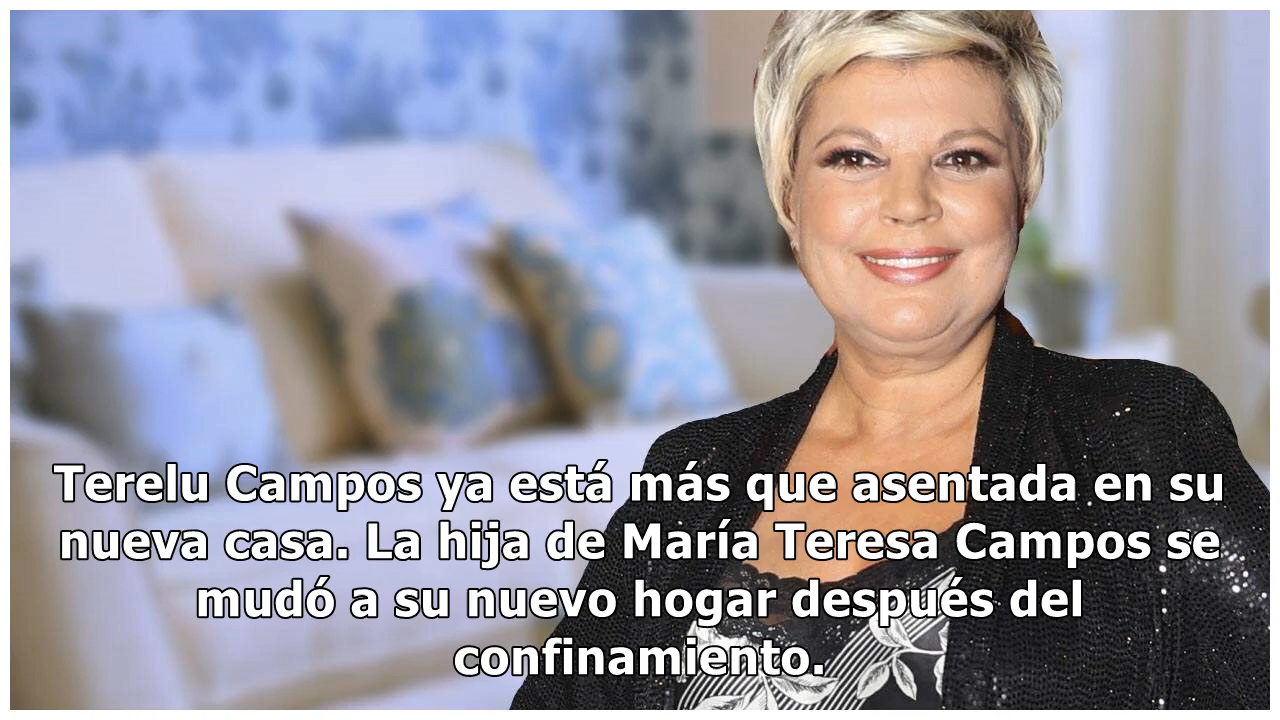 Terelu Campos ya está más que asentada en su
nueva casa. La hija de María Teresa Campos se
mudó a su nuevo hogar después del
confinamiento.